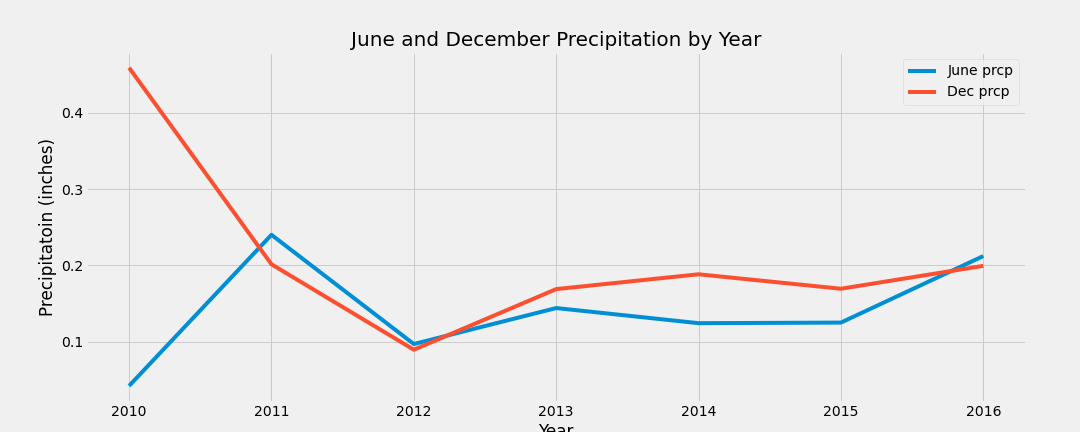 June and December Precipitation by Year
June prcp
Dec prcp
Precipitatoin (inches)
0.4
0.3
0.2
0.1
2010 2011 2012 2013 2014 2015 2016
Year